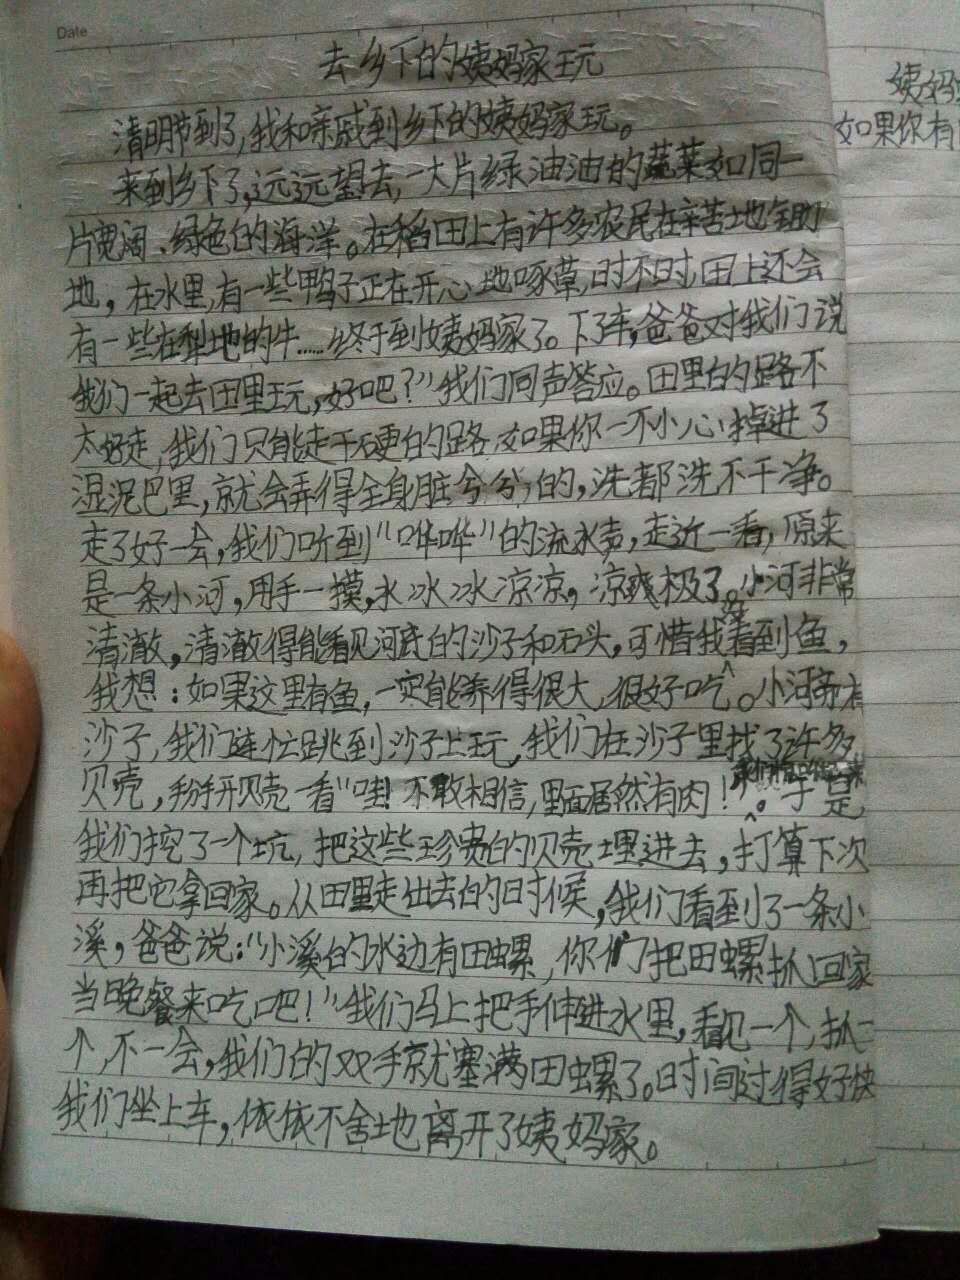 Date
去乡下的姨妈家玩
清明节到了,我和亲戚到乡下的姨妈家玩。
来到乡下了,远远望去,一大片绿油油的蔬菜如同一
片宽阔、绿色的海洋。在稻田上有许多农民在辛苦地锄
地,在水里,有一些鸭子正在开心地啄草,时不时,田上还会
有一些在犁地的牛……终于到姨妈家了。下了车,爸爸对我们说
我们一起去田里玩,好吧?”我们同声答应。田里的路不
太好走,我们只能走干硬的路,如果你一不小心掉进了
湿泥巴里,就会弄得全身脏兮兮的,洗都洗不干净。
走了好一会,我们听到“哗哗”的流水声,走近一看,原来
是一条小河,用手一摸,水冰冰凉凉,凉爽极了。小河非常
清澈,清澈得能看见河底的沙子和石头,可惜我没看到鱼,
我想:如果这里有鱼,一定能养得很大,很好吃。小河旁有
沙子,我们连忙跳到沙子上玩,我们在沙子里找了许多
贝壳,掰开贝壳一看“哇!不敢相信,里面居然有肉!”。于是
我们挖了一个坑,把这些珍贵的贝壳埋进去,打算下次
再把它拿回家。从田里走出去的时候,我们看到了一条小
溪,爸爸说:“小溪的水边有田螺,你们把田螺抓回家
当晚餐来吃吧!”我们马上把手伸进水里,看见一个,抓一
个,不一会,我们的双手就塞满田螺了。时间过得好快
我们坐上车,依依不舍地离开了姨妈家。
姨妈
如果你有